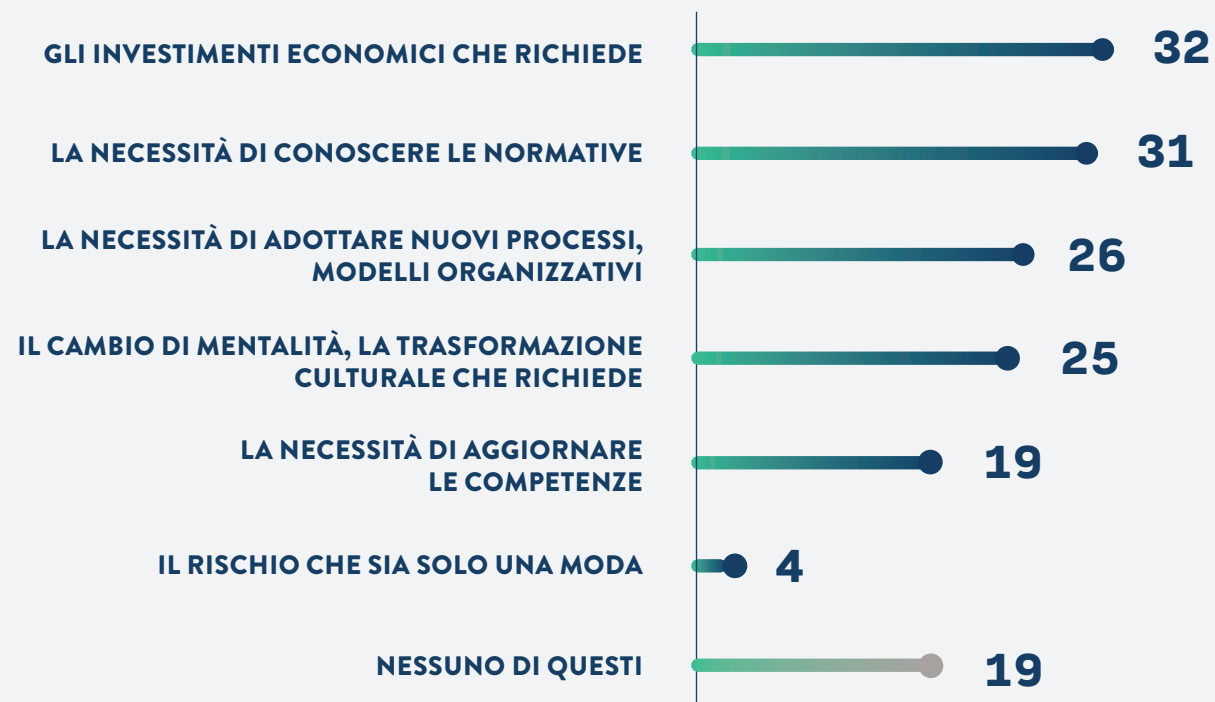 GLI INVESTIMENTI ECONOMICI CHE RICHIEDE 32
LA NECESSITÀ DI CONOSCERE LE NORMATIVE 31
LA NECESSITÀ DI ADOTTARE NUOVI PROCESSI,
MODELLI ORGANIZZATIVI 26
IL CAMBIO DI MENTALITÀ, LA TRASFORMAZIONE
CULTURALE CHE RICHIEDE 25
LA NECESSITÀ DI AGGIORNARE
LE COMPETENZE 19
IL RISCHIO CHE SIA SOLO UNA MODA 4
NESSUNO DI QUESTI 19